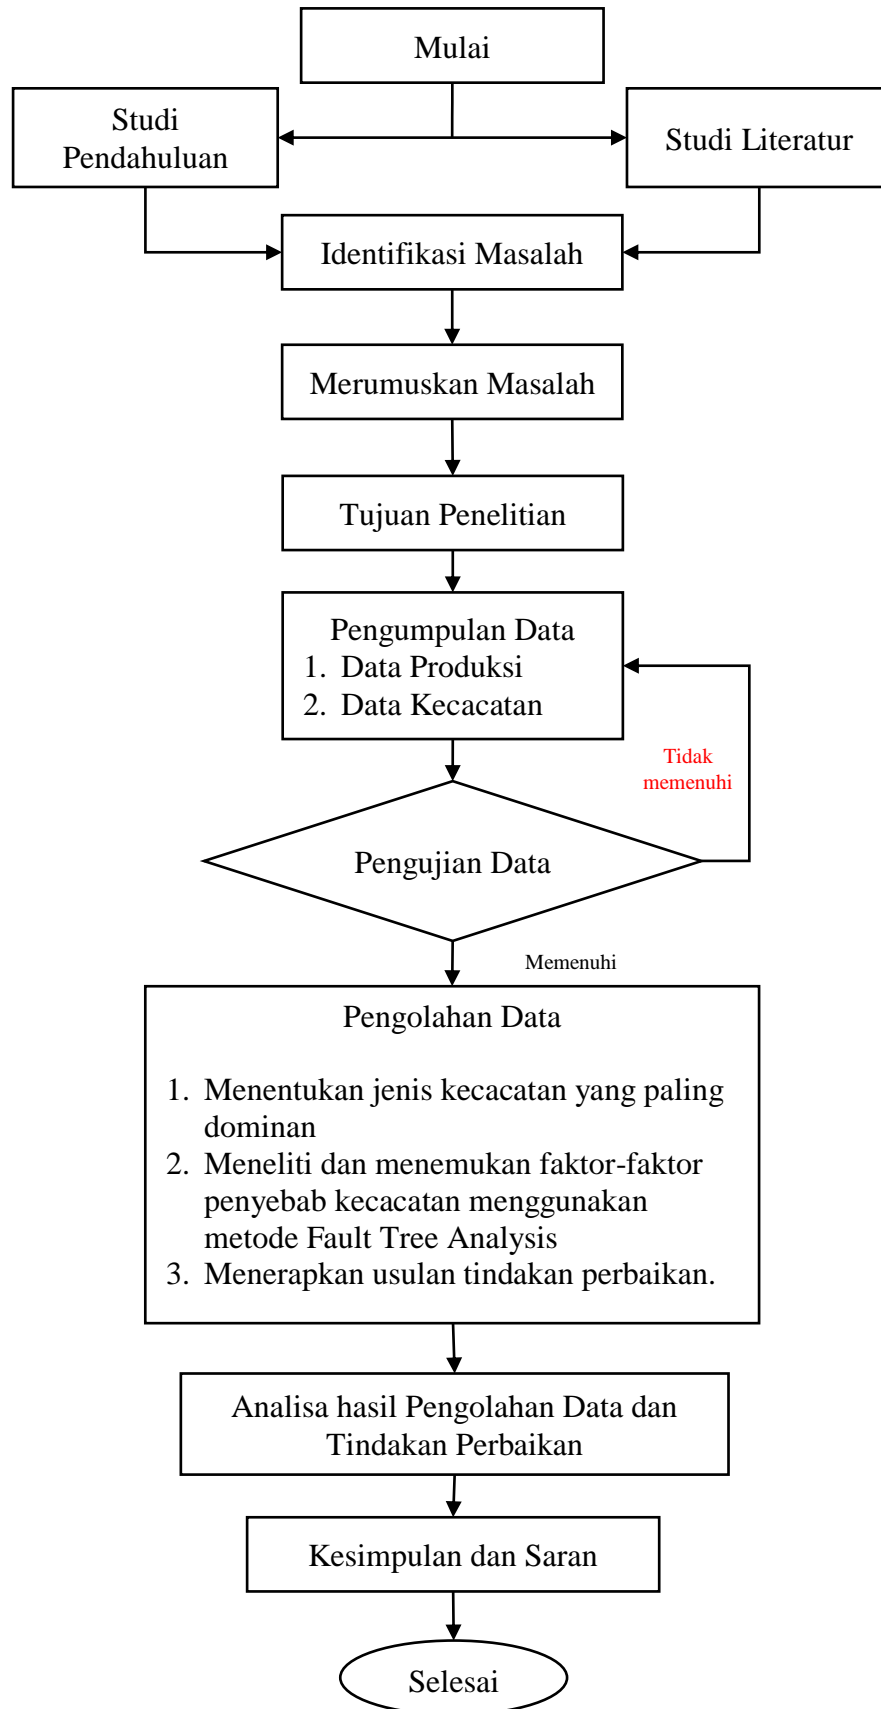 Mulai
Studi
Pendahuluan
Studi Literatur
Identifikasi Masalah
Merumuskan Masalah
Tujuan Penelitian
Pengumpulan Data
1. Data Produksi
2. Data Kecacatan
Tidak
memenuhi
Pengujian Data
Memenuhi
Pengolahan Data
1. Menentukan jenis kecacatan yang paling
dominan
2. Meneliti dan menemukan faktor-faktor
penyebab kecacatan menggunakan
metode Fault Tree Analysis
3. Menerapkan usulan tindakan perbaikan.
Analisa hasil Pengolahan Data dan
Tindakan Perbaikan
Kesimpulan dan Saran
Selesai